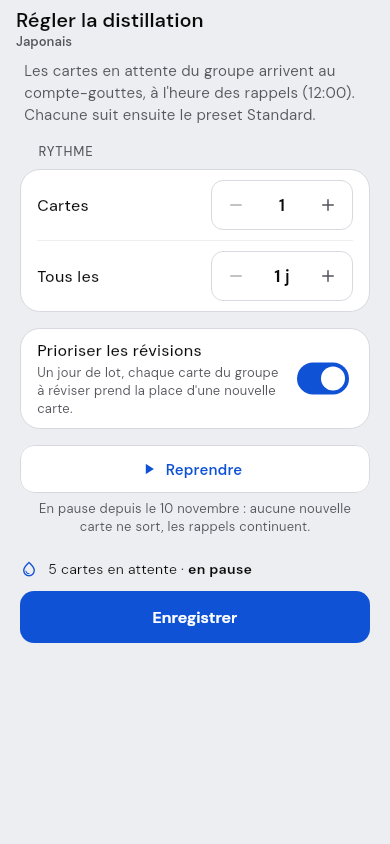 Régler la distillation
Japonais
Les cartes en attente du groupe arrivent au
compte-gouttes, à l'heure des rappels (12:00).
Chacune suit ensuite le preset Standard.
RYTHME
Cartes
1
Tous les
1 j
Prioriser les révisions
Un jour de lot, chaque carte du groupe
à réviser prend la place d'une nouvelle
carte.
Reprendre
En pause depuis le 10 novembre : aucune nouvelle
carte ne sort, les rappels continuent.
5 cartes en attente · en pause
Enregistrer